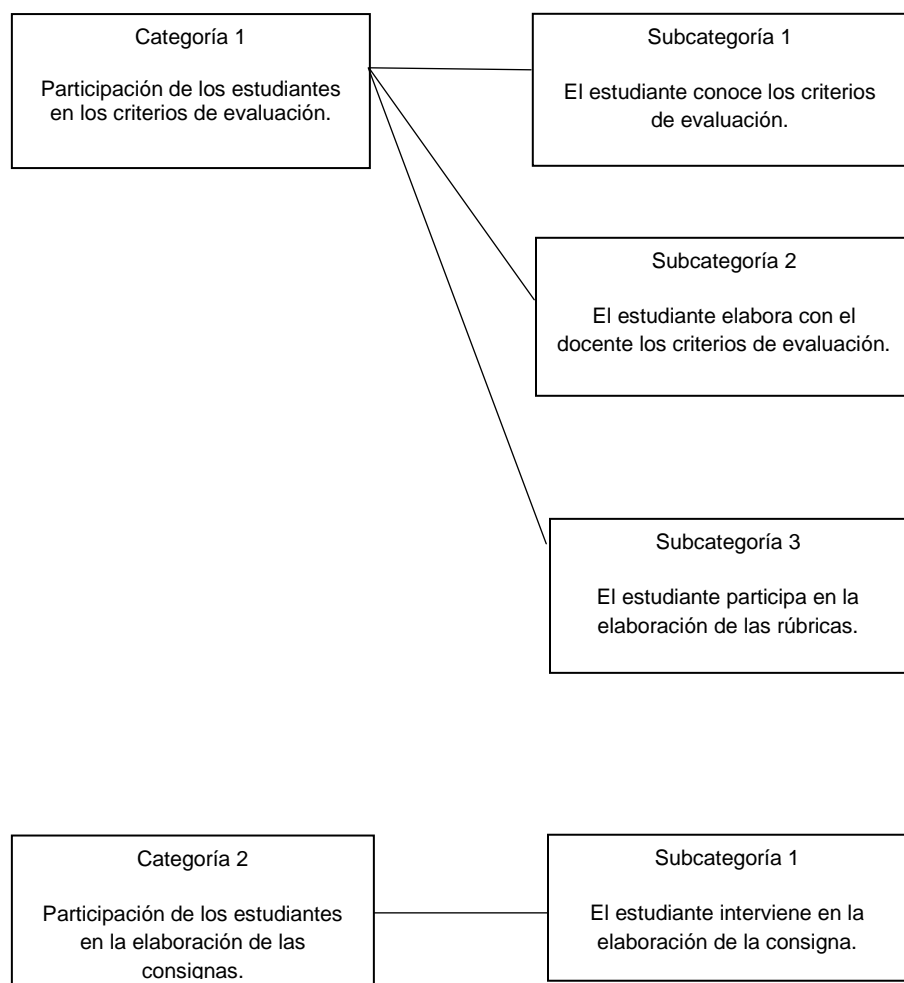 Categoría 1
Participación de los estudiantes
en los criterios de evaluación.
Subcategoría 1
El estudiante conoce los criterios
de evaluación.
Subcategoría 2
El estudiante elabora con el
docente los criterios de evaluación.
Subcategoría 3
El estudiante participa en la
elaboración de las rúbricas.
Categoría 2
Participación de los estudiantes
en la elaboración de las
consignas.
Subcategoría 1
El estudiante interviene en la
elaboración de la consigna.